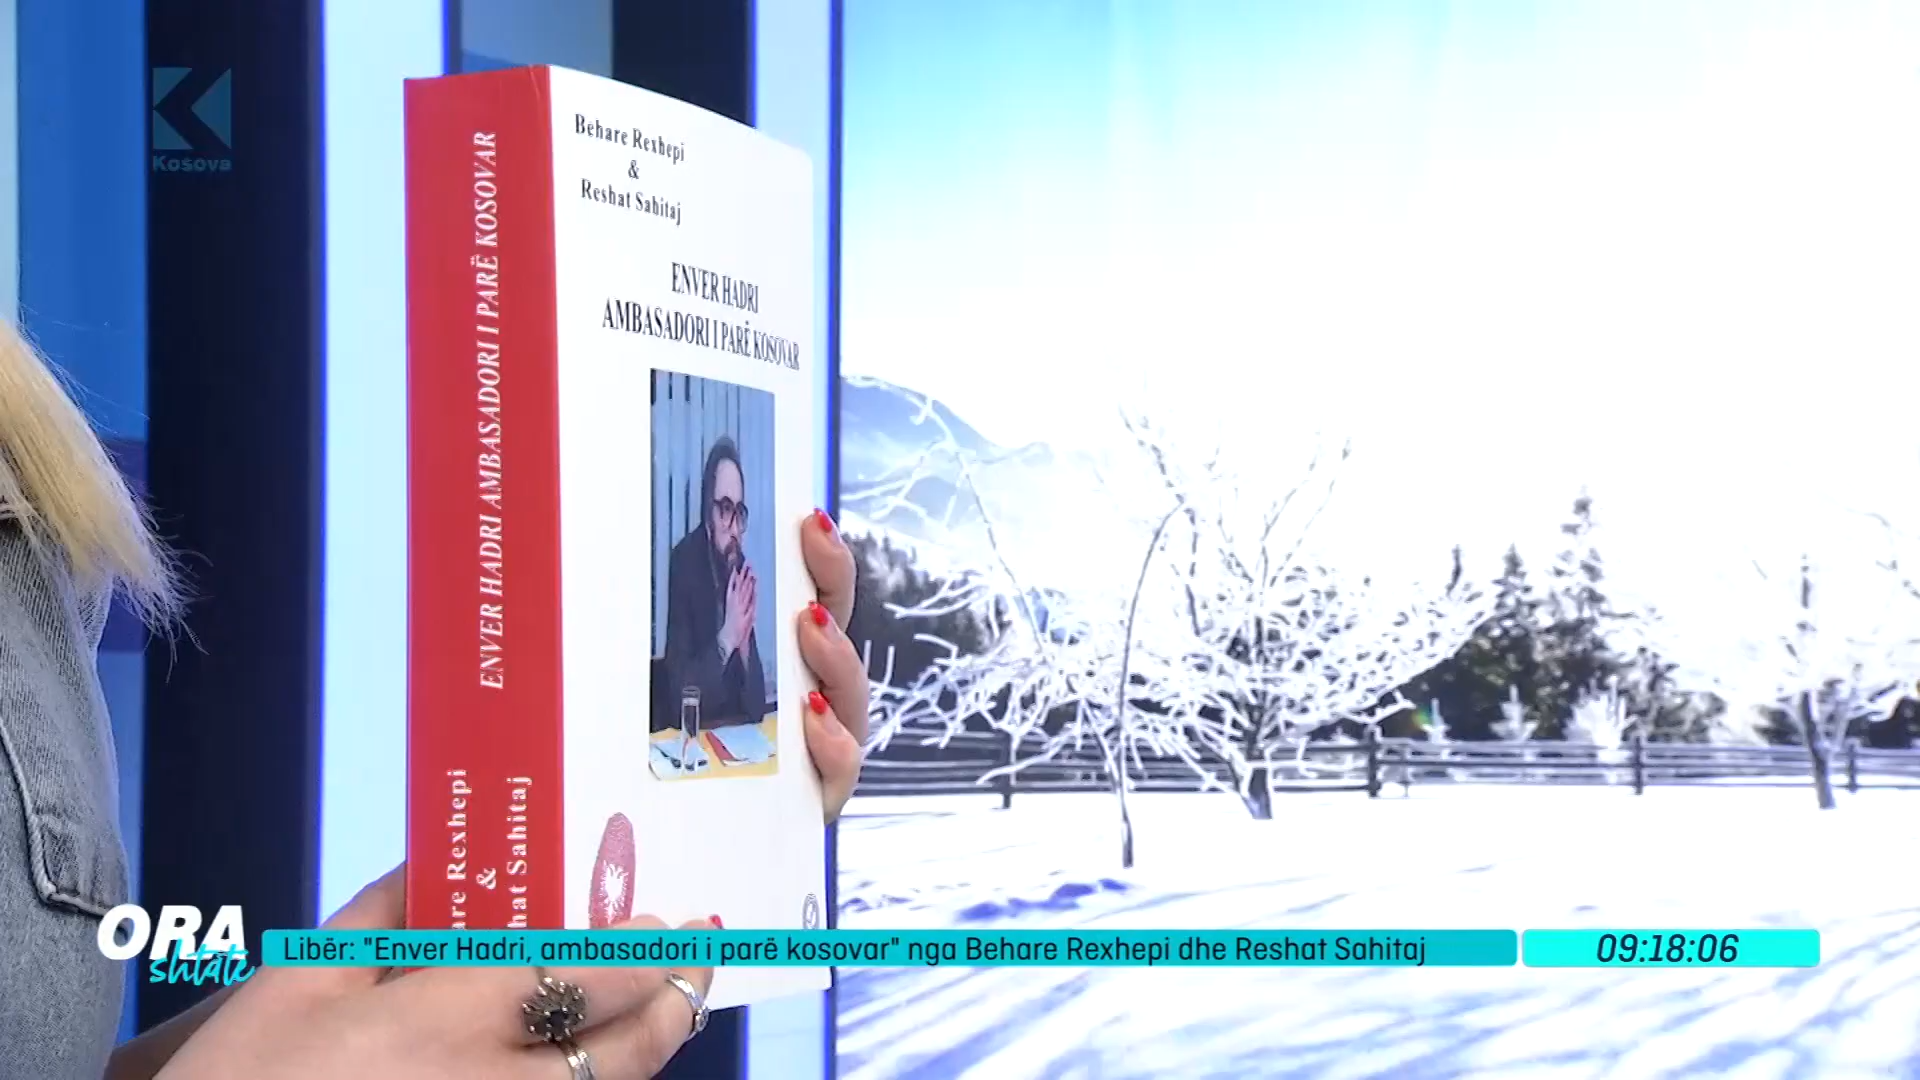 Kosova
Behare Rexhepi
&
Reshat Sahitaj
ENVER HADRI
AMBASADORI I PARË KOSOVAR
ENVER HADRI AMBASADORI I PARË KOSOVAR
are Rexhepi
&
hat Sahitaj
ORA
shtatë
Libër: "Enver Hadri, ambasadori i parë kosovar" nga Behare Rexhepi dhe Reshat Sahitaj
09:18:06